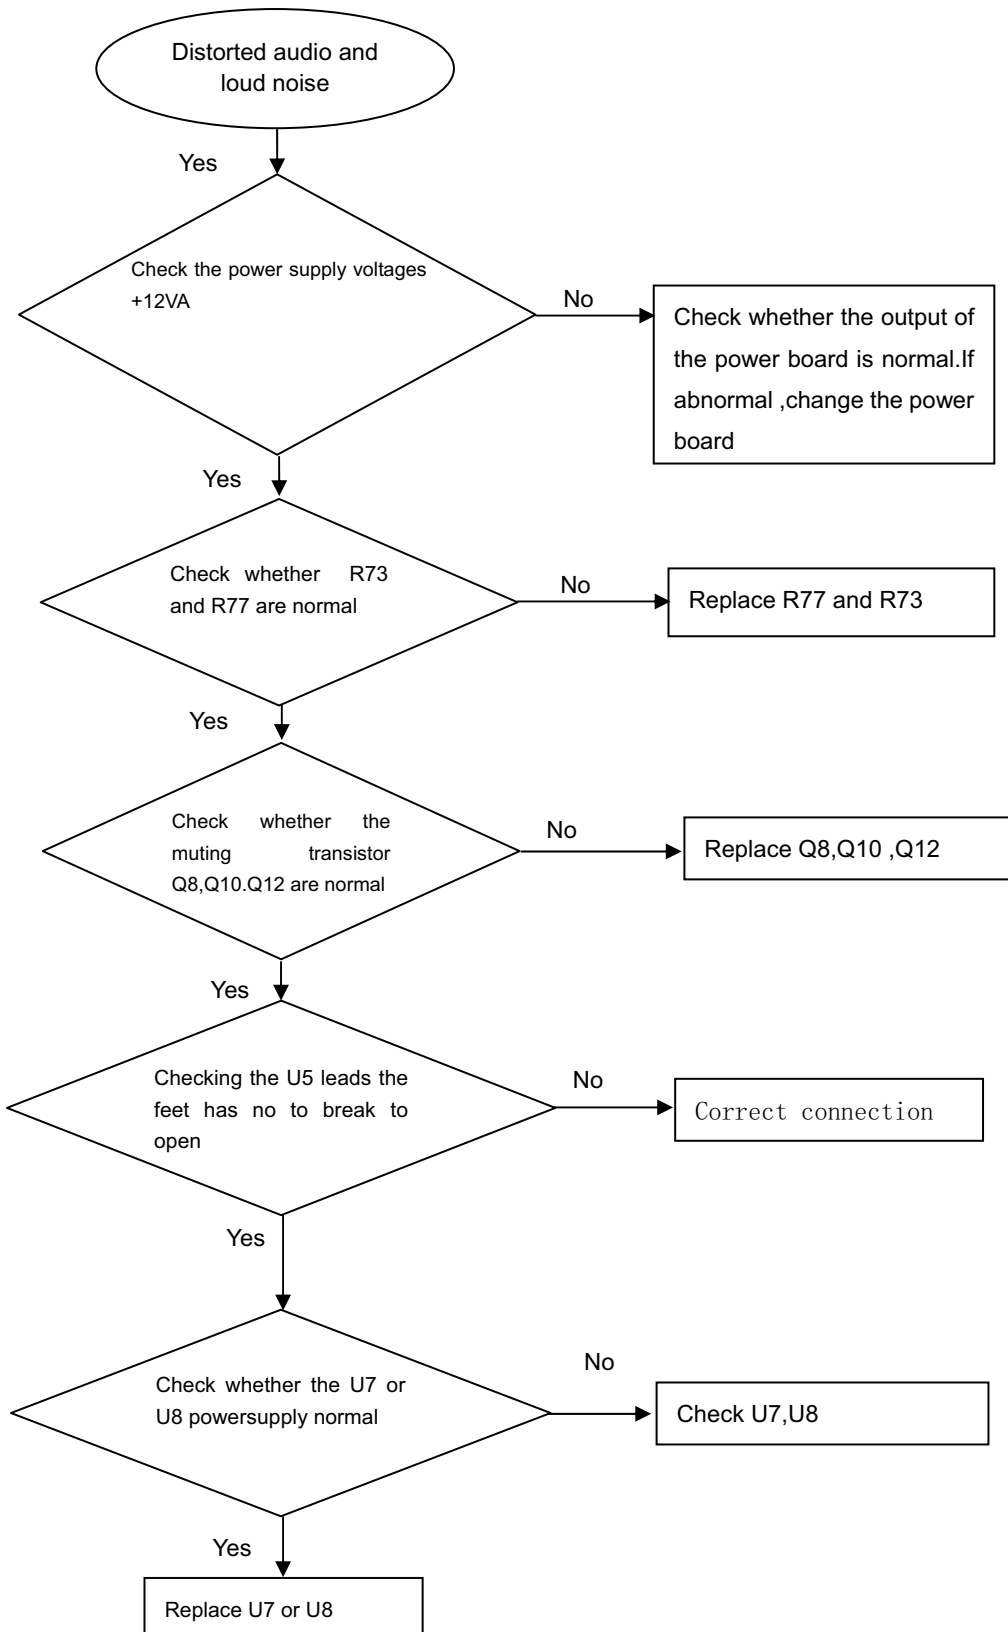 Distorted audio and
loud noise
Yes
Check the power supply voltages
+12VA
No
Check whether the output of
the power board is normal.If
abnormal ,change the power
board
Yes
Check whether R73
and R77 are normal
No
Replace R77 and R73
Yes
Check whether the
muting transistor
Q8,Q10.Q12 are normal
No
Replace Q8,Q10 ,Q12
Yes
Checking the U5 leads the
feet has no to break to
open
No
Correct connection
Yes
Check whether the U7 or
U8 powersupply normal
No
Check U7,U8
Yes
Replace U7 or U8